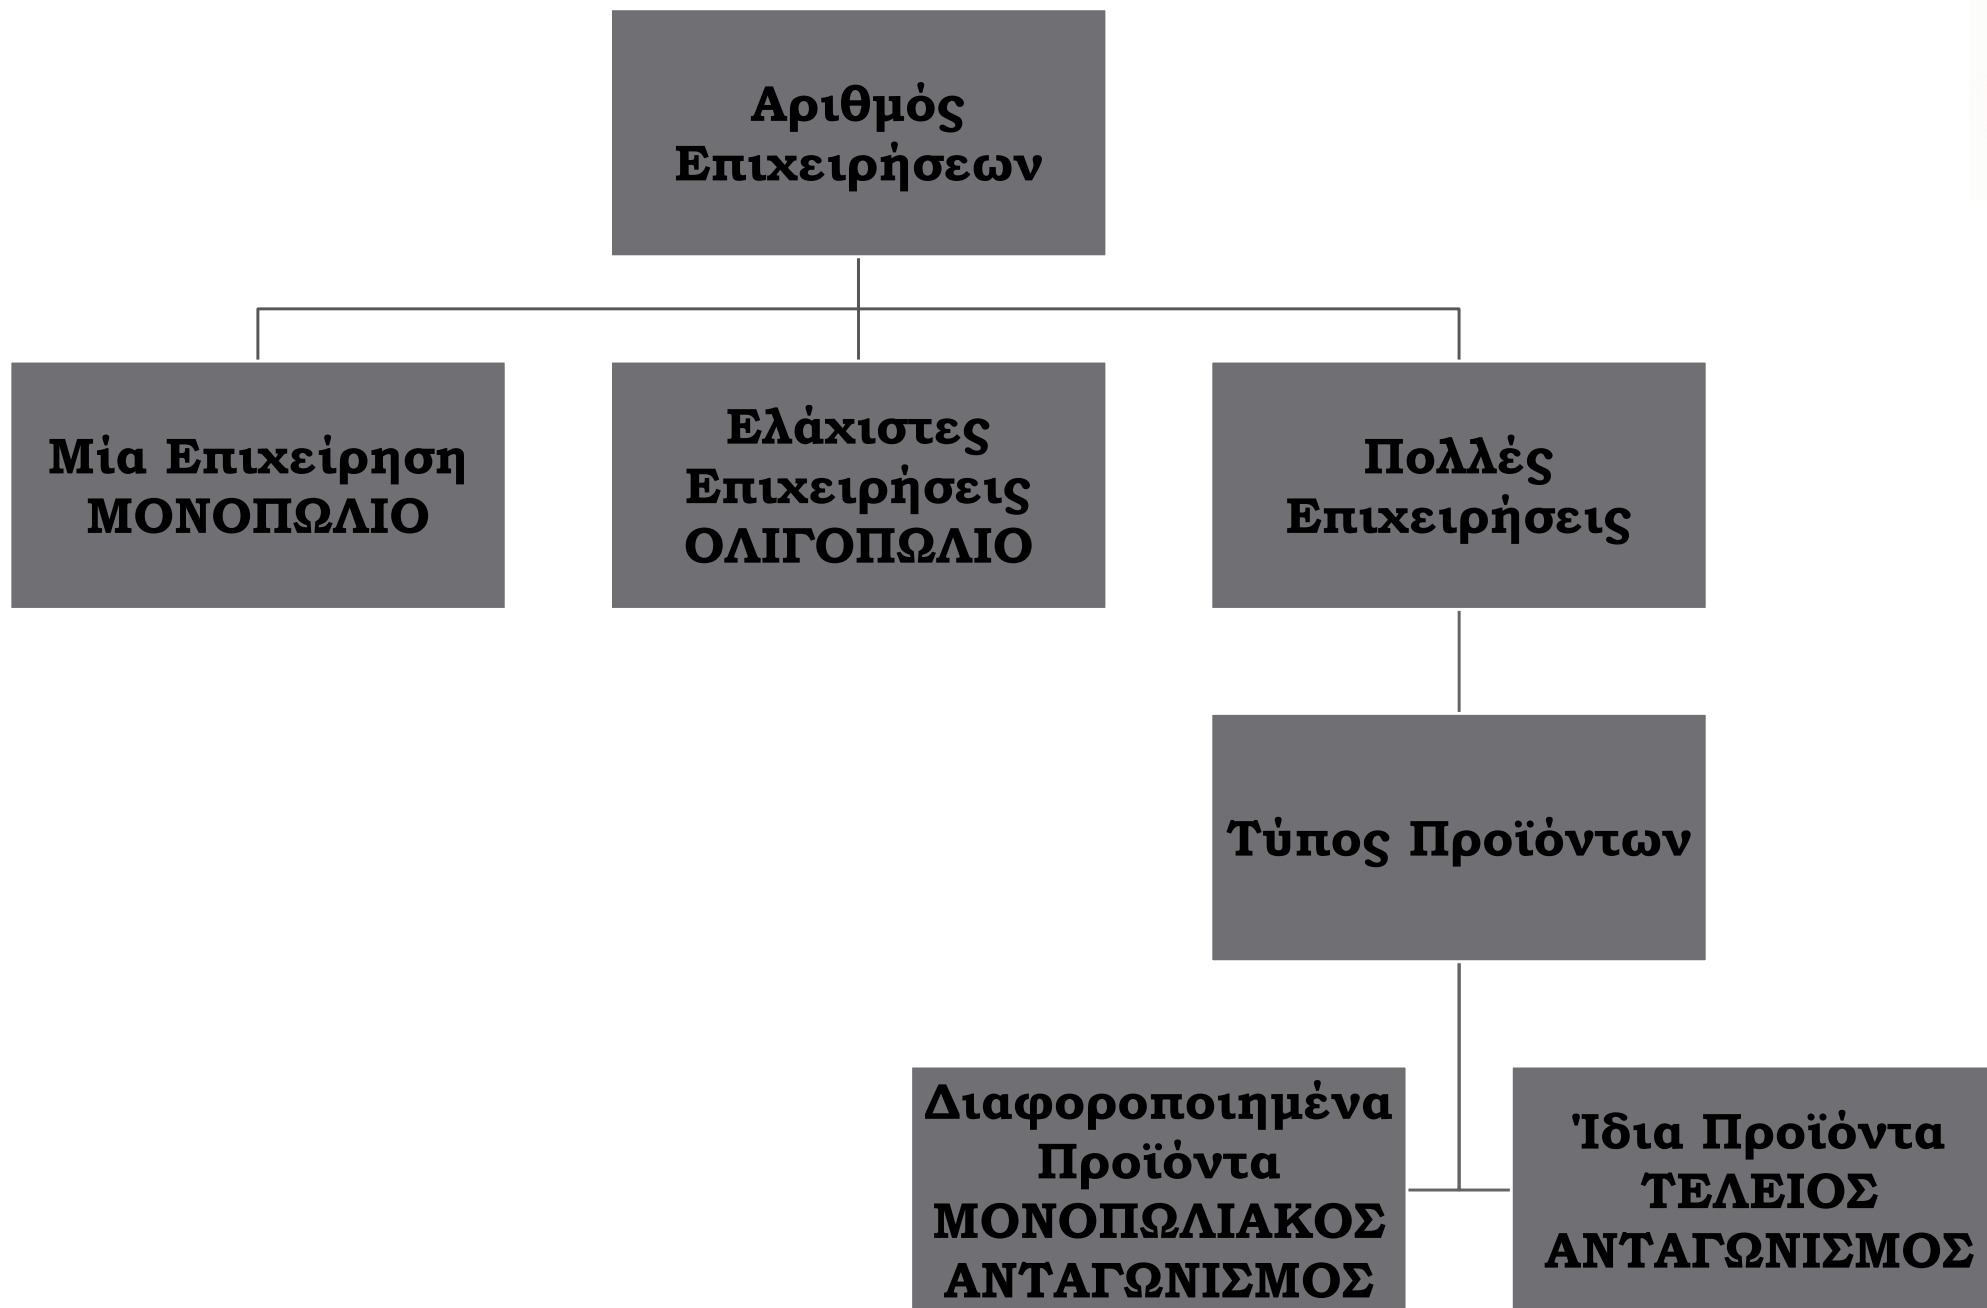 Αριθμός
Επιχειρήσεων
Μία Επιχείρηση
ΜΟΝΟΠΩΛΙΟ
Ελάχιστες
Επιχειρήσεις
ΟΛΙΓΟΠΩΛΙΟ
Πολλές
Επιχειρήσεις
Τύπος Προϊόντων
Διαφοροποιημένα
Προϊόντα
ΜΟΝΟΠΩΛΙΑΚΟΣ
ΑΝΤΑΓΩΝΙΣΜΟΣ
Ίδια Προϊόντα
ΤΕΛΕΙΟΣ
ΑΝΤΑΓΩΝΙΣΜΟΣ